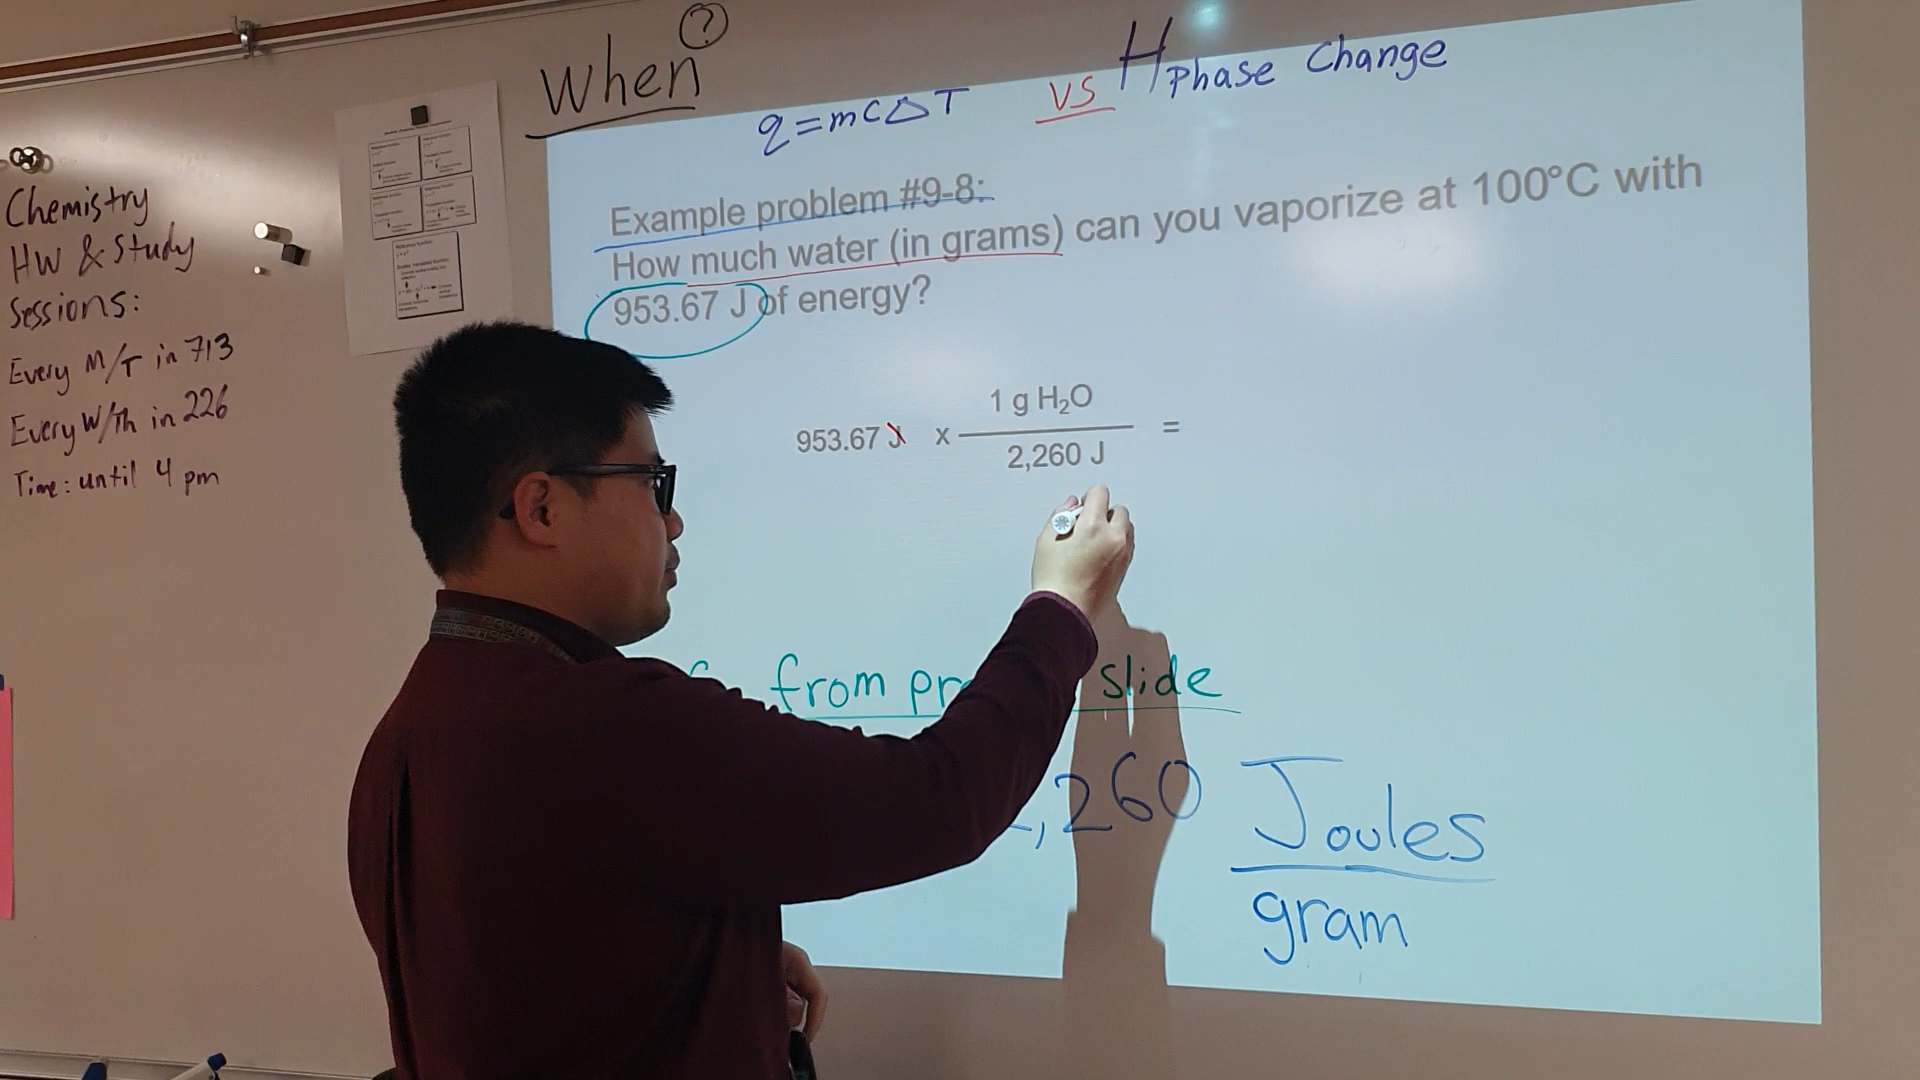 When ?
q=mC△T vs Hphase change
Chemistry
HW & Study
Sessions:
Every M/T in 713
Every W/Th in 226
Time: until 4 pm
Example problem #9-8:
How much water (in grams) can you vaporize at 100°C with
953.67 J of energy?
1 g H₂O
953.67 J x =
2,260 J
from slide
,260 Joules
gram